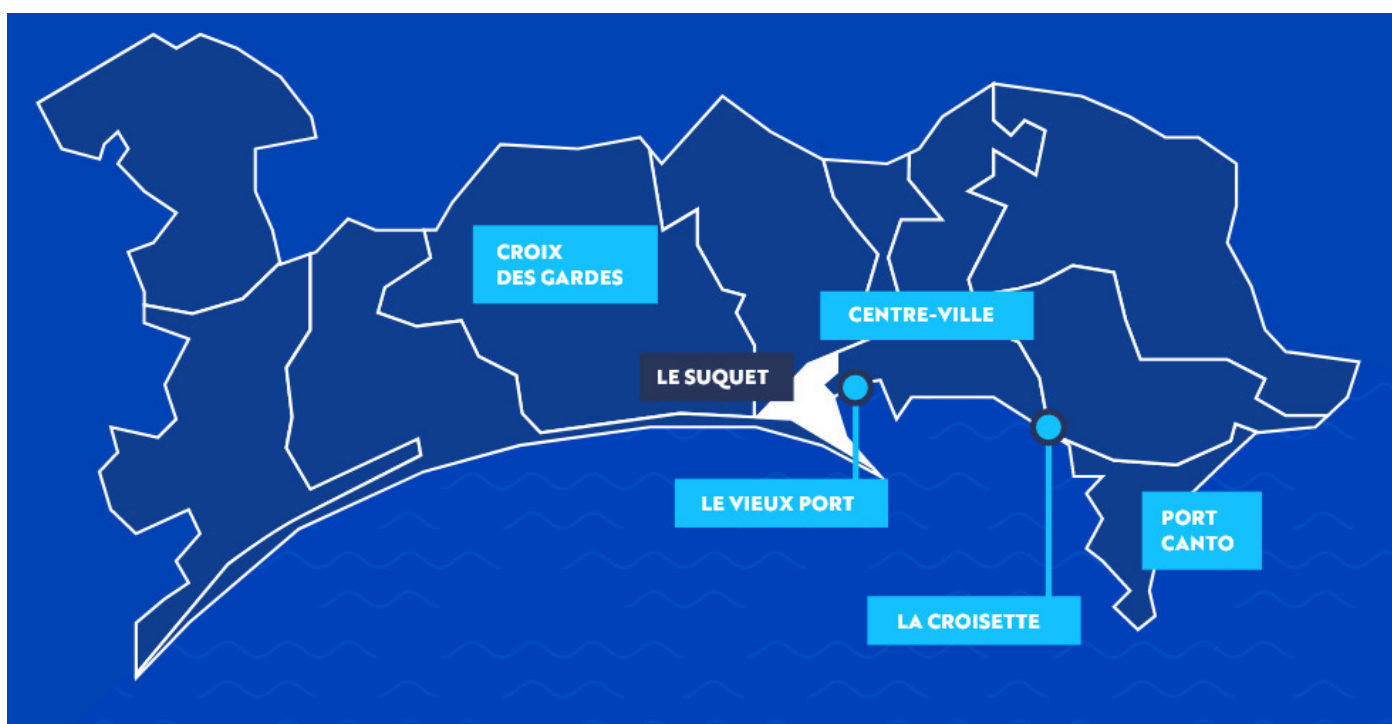 CROIX
DES GARDES
CENTRE-VILLE
LE SUQUET
LE VIEUX PORT
PORT
CANTO
LA CROISETTE